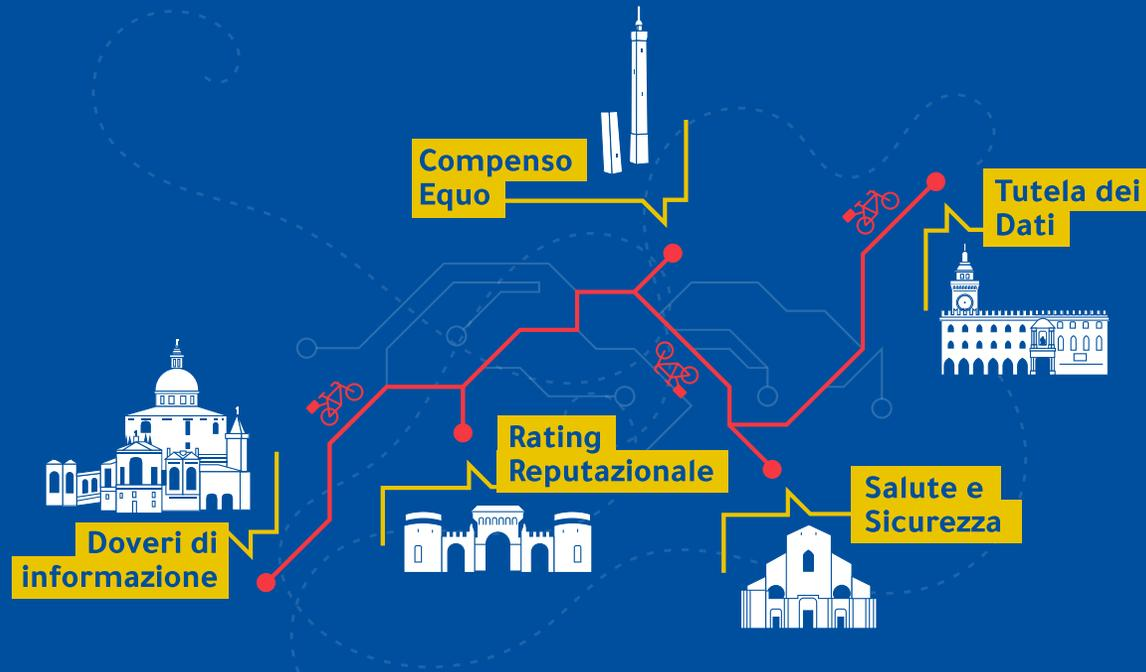 Compenso
Equo
Tutela dei
Dati
Rating
Reputazionale
Salute e
Sicurezza
Doveri di
informazione